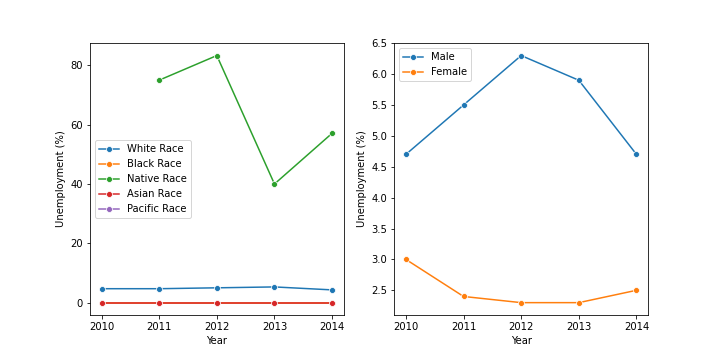 80
60
40
20
0
Unemployment (%)
White Race
Black Race
Native Race
Asian Race
Pacific Race
2010 2011 2012 2013 2014
Year
6.5
6.0
5.5
5.0
4.5
4.0
3.5
3.0
2.5
Unemployment (%)
Male
Female
2010 2011 2012 2013 2014
Year